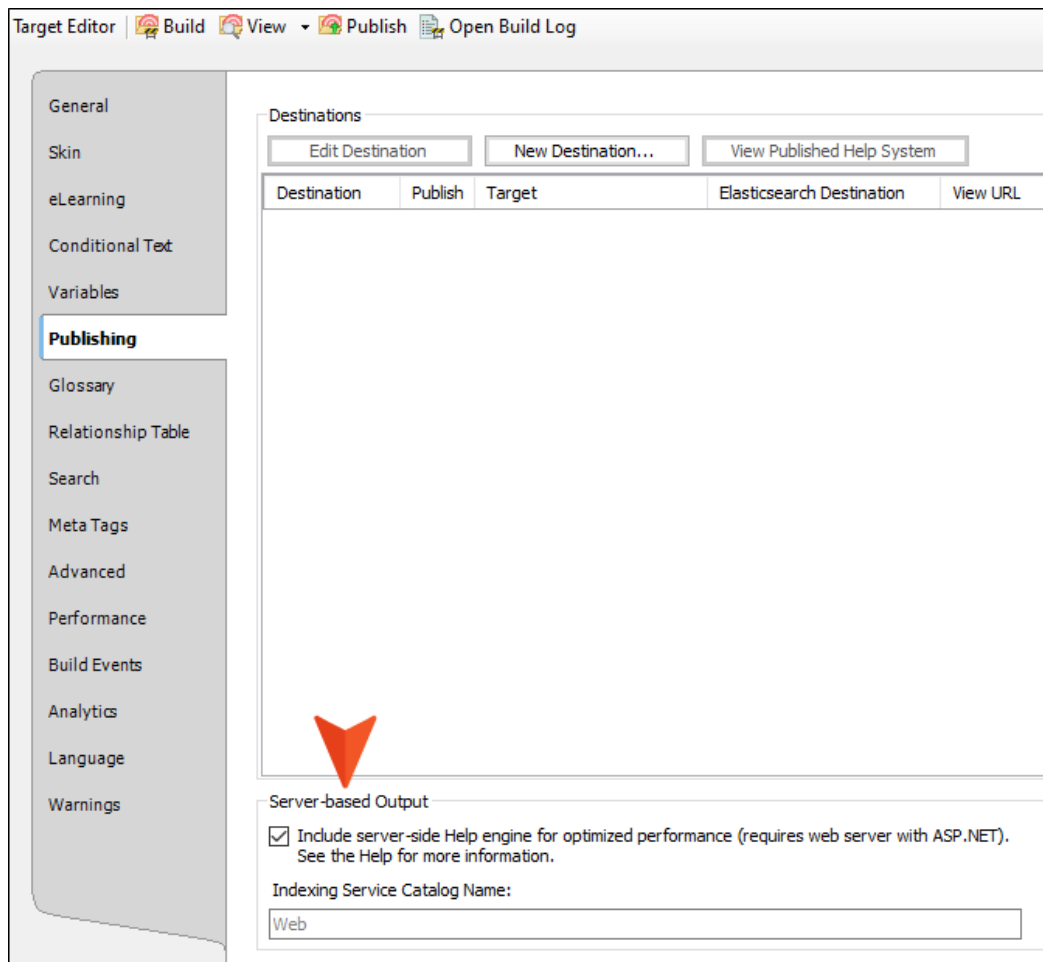 Target Editor Build View Publish Open Build Log
General
Skin
eLearning
Conditional Text
Variables
Publishing
Glossary
Relationship Table
Search
Meta Tags
Advanced
Performance
Build Events
Analytics
Language
Warnings
Destinations
Edit Destination New Destination... View Published Help System
Destination Publish Target Elasticsearch Destination View URL
Server-based Output
Include server-side Help engine for optimized performance (requires web server with ASP.NET).
See the Help for more information.
Indexing Service Catalog Name:
Web